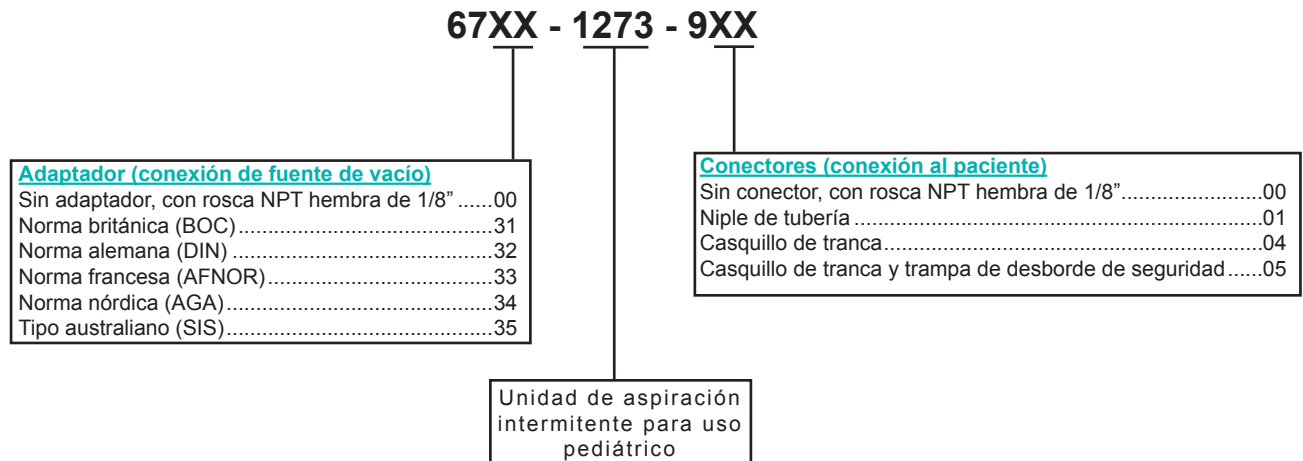 67XX - 1273 - 9XX
Adaptador (conexión de fuente de vacío)
Sin adaptador, con rosca NPT hembra de 1/8” ......00
Norma británica (BOC)............................................31
Norma alemana (DIN) .............................................32
Norma francesa (AFNOR).......................................33
Norma nórdica (AGA)..............................................34
Tipo australiano (SIS)..............................................35
Conectores (conexión al paciente)
Sin conector, con rosca NPT hembra de 1/8”........................00
Niple de tubería .....................................................................01
Casquillo de tranca.................................................................04
Casquillo de tranca y trampa de desborde de seguridad......05
Unidad de aspiración
intermitente para uso
pediátrico